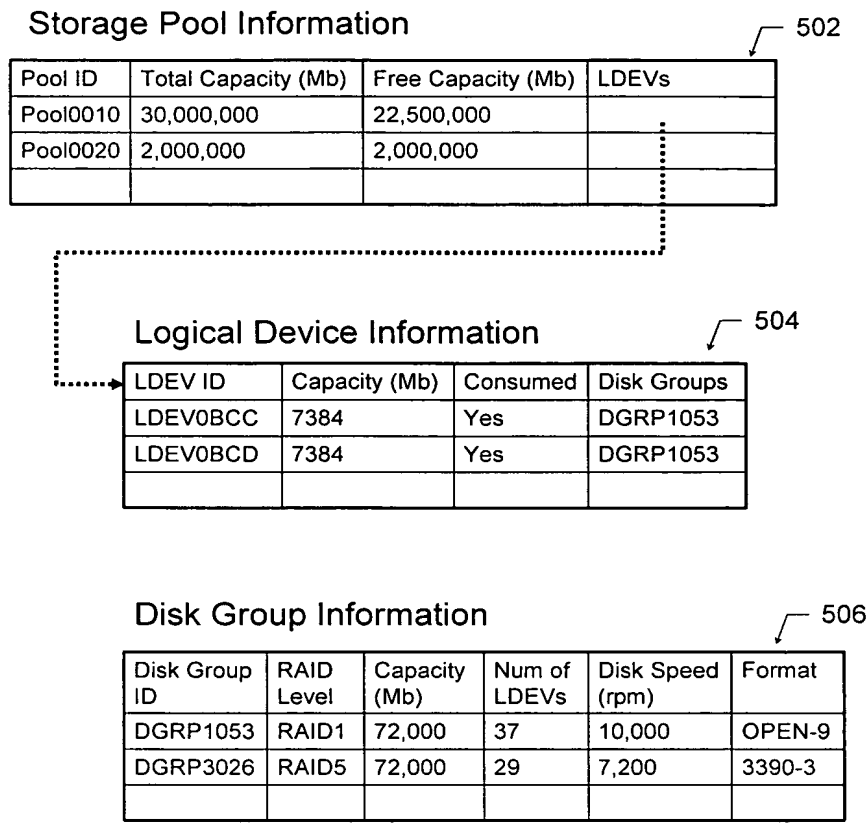 Storage Pool Information
502
Pool ID Total Capacity (Mb) Free Capacity (Mb) LDEVs
Pool0010 30,000,000 22,500,000
Pool0020 2,000,000 2,000,000
Logical Device Information
504
LDEV ID Capacity (Mb) Consumed Disk Groups
LDEV0BCC 7384 Yes DGRP1053
LDEV0BCD 7384 Yes DGRP1053
Disk Group Information
506
Disk Group ID RAID Level Capacity (Mb) Num of LDEVs Disk Speed (rpm) Format
DGRP1053 RAID1 72,000 37 10,000 OPEN-9
DGRP3026 RAID5 72,000 29 7,200 3390-3